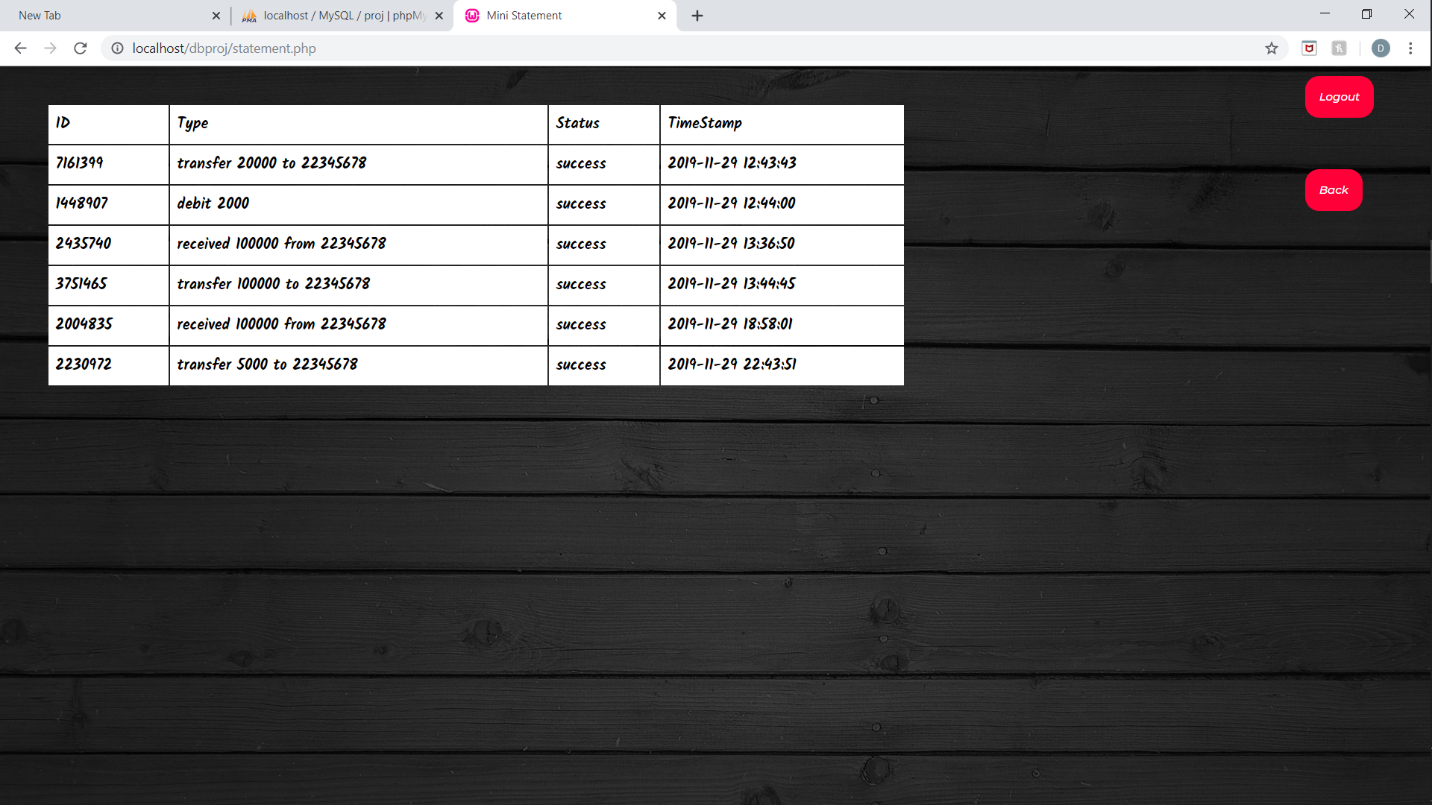 New Tab
localhost / MySQL / proj | phpMy
Mini Statement
localhost/dbproj/statement.php
D
Logout
ID Type Status TimeStamp
7161399 transfer 20000 to 22345678 success 2019-11-29 12:43:43
Back
1448907 debit 2000 success 2019-11-29 12:44:00
2435740 received 100000 from 22345678 success 2019-11-29 13:36:50
3751465 transfer 100000 to 22345678 success 2019-11-29 13:44:45
2004835 received 100000 from 22345678 success 2019-11-29 18:58:01
2230972 transfer 5000 to 22345678 success 2019-11-29 22:43:51